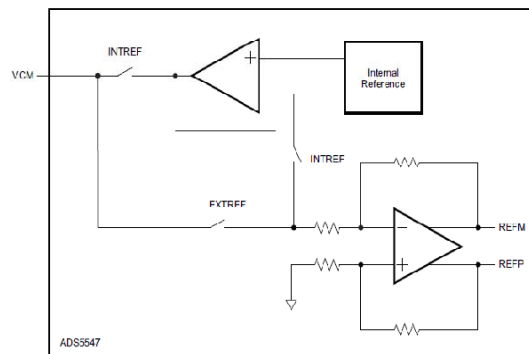 INTREF
VCM
Internal
Reference
INTREF
EXTREF
REFM
REFP
ADS5547